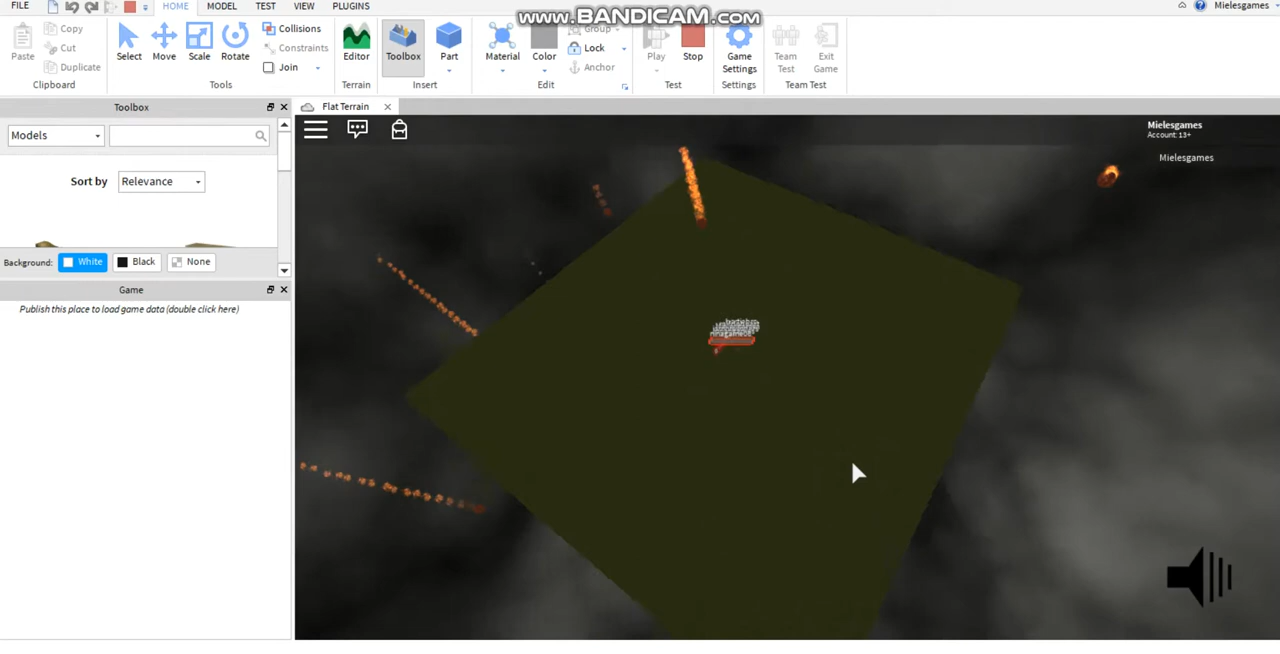 www.BANDICAM.com
FILE HOME MODEL TEST VIEW PLUGINS Mielesgames
Copy Collisions Group
Cut Constraints Lock
Paste Duplicate Select Move Scale Rotate Join Editor Toolbox Part Material Color Anchor Play Stop Game Settings Team Test Exit Game
Clipboard Tools Terrain Insert Edit Test Settings Team Test
Toolbox Flat Terrain
Models
Mielesgames
Account: 13+
Mielesgames
Sort by Relevance
Background: White Black None
Game
Publish this place to load game data (double click here)